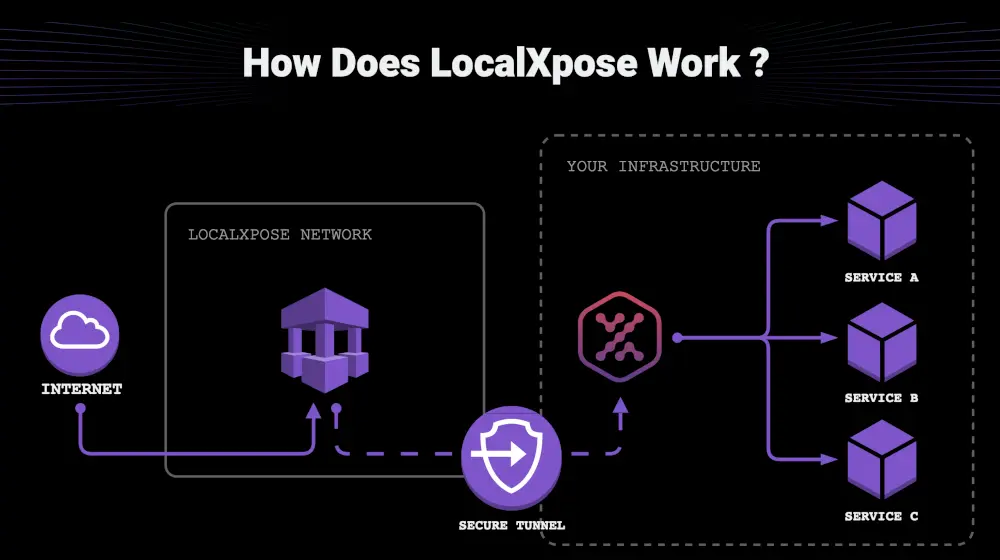 How Does LocalXpose Work ?
YOUR INFRASTRUCTURE
LOCALXPOSE NETWORK
SERVICE A
INTERNET
SERVICE B
SECURE TUNNEL
SERVICE C